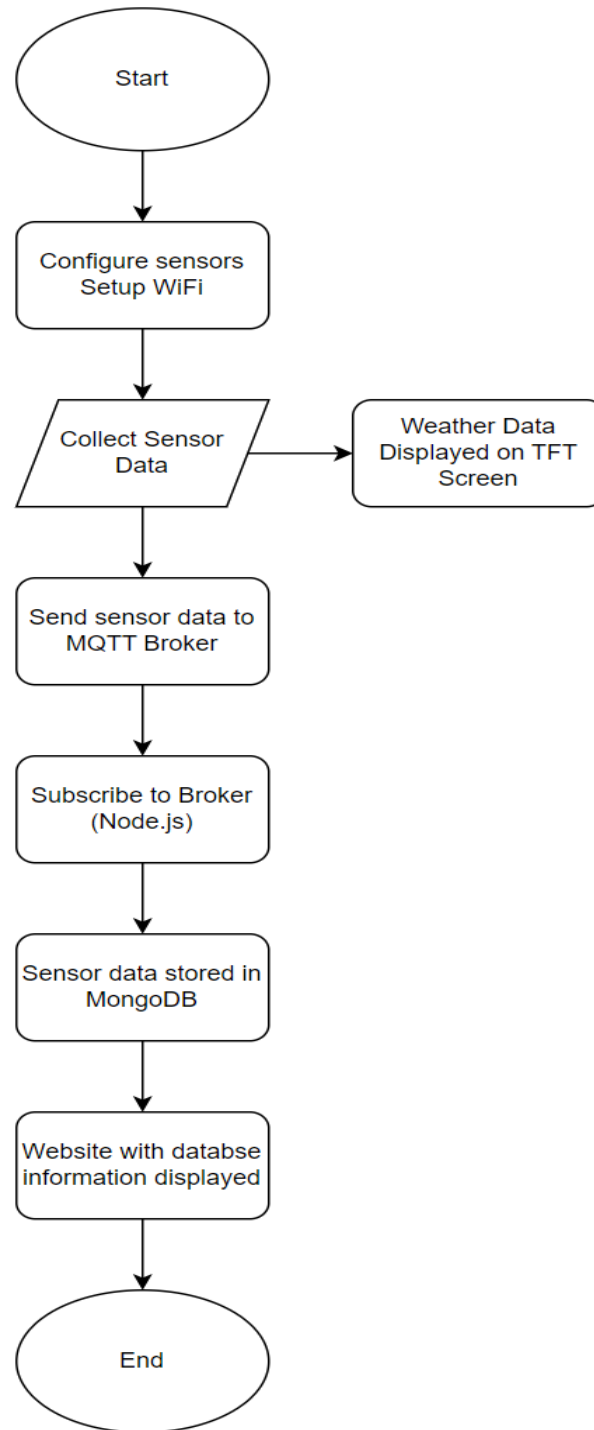 Start
Configure sensors
Setup WiFi
Collect Sensor
Data
Weather Data
Displayed on TFT
Screen
Send sensor data to
MQTT Broker
Subscribe to Broker
(Node.js)
Sensor data stored in
MongoDB
Website with databse
information displayed
End